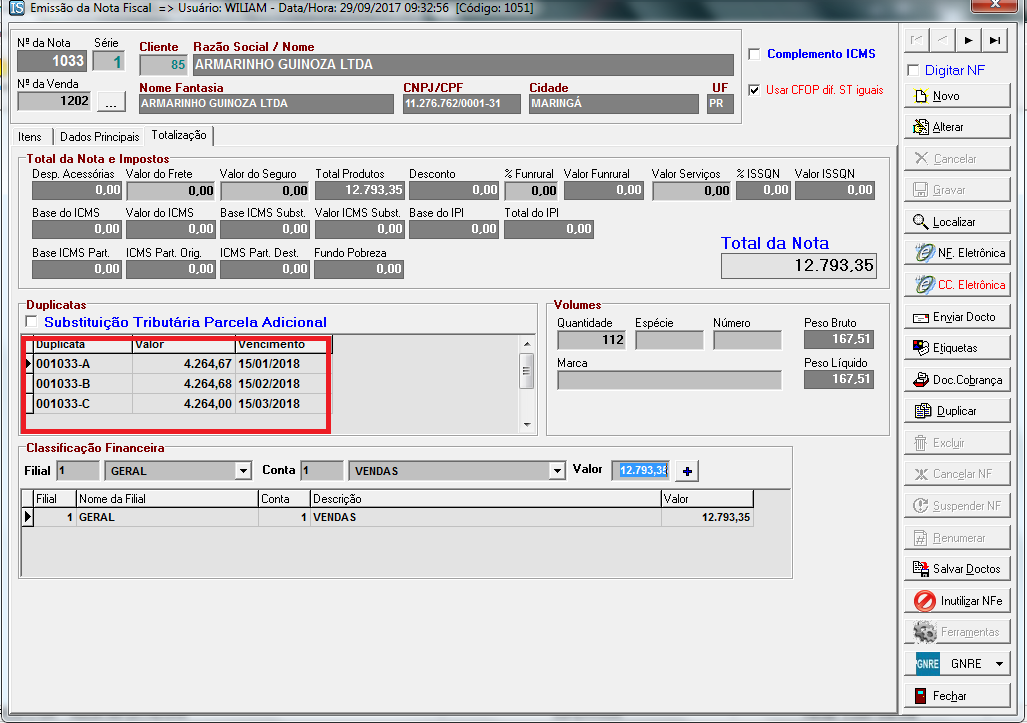 Emissão da Nota Fiscal => Usuário: WILIAM - Data/Hora: 29/09/2017 09:32:56 [Código: 1051]
Nº da Nota Série Cliente Razão Social / Nome
1033 1 85 ARMARINHO GUINOZA LTDA
Complemento ICMS
Digitar NF
Nº da Venda Nome Fantasia CNPJ/CPF Cidade UF
1202 ... ARMARINHO GUINOZA LTDA 11.276.762/0001-31 MARINGÁ PR
Usar CFOP dif. ST iguais
Itens Dados Principais Totalização
Total da Nota e Impostos
Desp. Acessórias Valor do Frete Valor do Seguro Total Produtos Desconto % Funrural Valor Funrural Valor Serviços % ISSQN Valor ISSQN
0,00 0,00 0,00 12.793,35 0,00 0,00 0,00 0,00 0,00 0,00
Base do ICMS Valor do ICMS Base ICMS Subst. Valor ICMS Subst. Base do IPI Total do IPI
0,00 0,00 0,00 0,00 0,00 0,00
Base ICMS Part. ICMS Part. Orig. ICMS Part. Dest. Fundo Pobreza
0,00 0,00 0,00 0,00
Total da Nota
12.793,35
Duplicatas
Substituição Tributária Parcela Adicional
Duplicata Valor Vencimento
001033-A 4.264,67 15/01/2018
001033-B 4.264,68 15/02/2018
001033-C 4.264,00 15/03/2018
Volumes
Quantidade Espécie Número Peso Bruto
112 167,51
Marca Peso Líquido
167,51
Classificação Financeira
Filial 1 GERAL Conta 1 VENDAS Valor 12.793,35 +
Filial Nome da Filial Conta Descrição Valor
1 GERAL 1 VENDAS 12.793,35
Novo
Alterar
Cancelar
Gravar
Localizar
NF. Eletrônica
CC. Eletrônica
Enviar Docto
Etiquetas
Doc.Cobrança
Duplicar
Excluir
Cancelar NF
Suspender NF
Renumerar
Salvar Doctos
Inutilizar NFe
Ferramentas
GNRE GNRE
Fechar